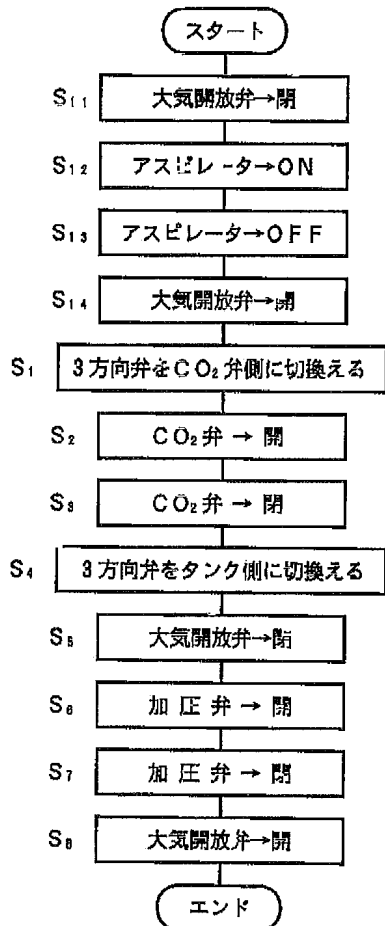 スタート
S₁₁ 大気開放弁→閉
S₁₂ アスピレータ→ON
S₁₃ アスピレータ→OFF
S₁₄ 大気開放弁→開
S₁ 3方向弁をCO₂弁側に切換える
S₂ CO₂弁 → 開
S₃ CO₂弁 → 閉
S₄ 3方向弁をタンク側に切換える
S₅ 大気開放弁→閉
S₆ 加圧弁 → 開
S₇ 加圧弁 → 閉
S₈ 大気開放弁→開
エンド